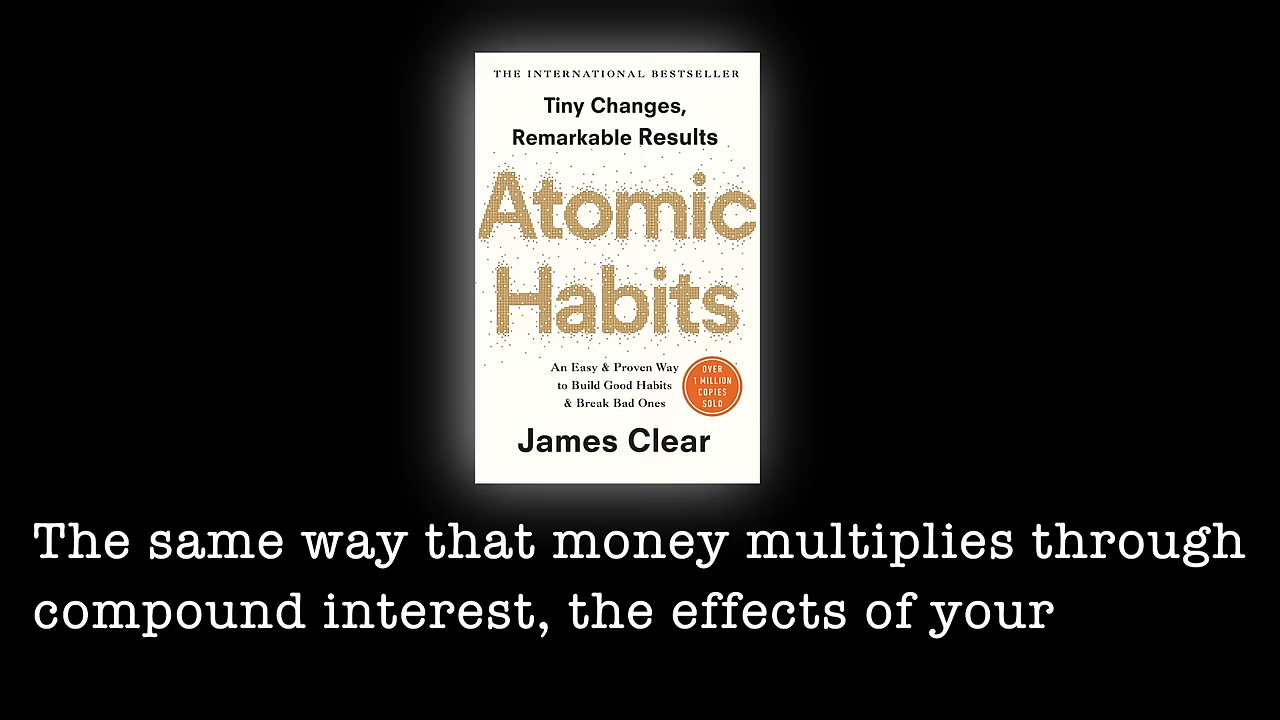 THE INTERNATIONAL BESTSELLER
Tiny Changes,
Remarkable Results
Atomic
Habits
An Easy & Proven Way
to Build Good Habits
& Break Bad Ones
OVER
1 MILLION
COPIES
SOLD
James Clear
The same way that money multiplies through
compound interest, the effects of your